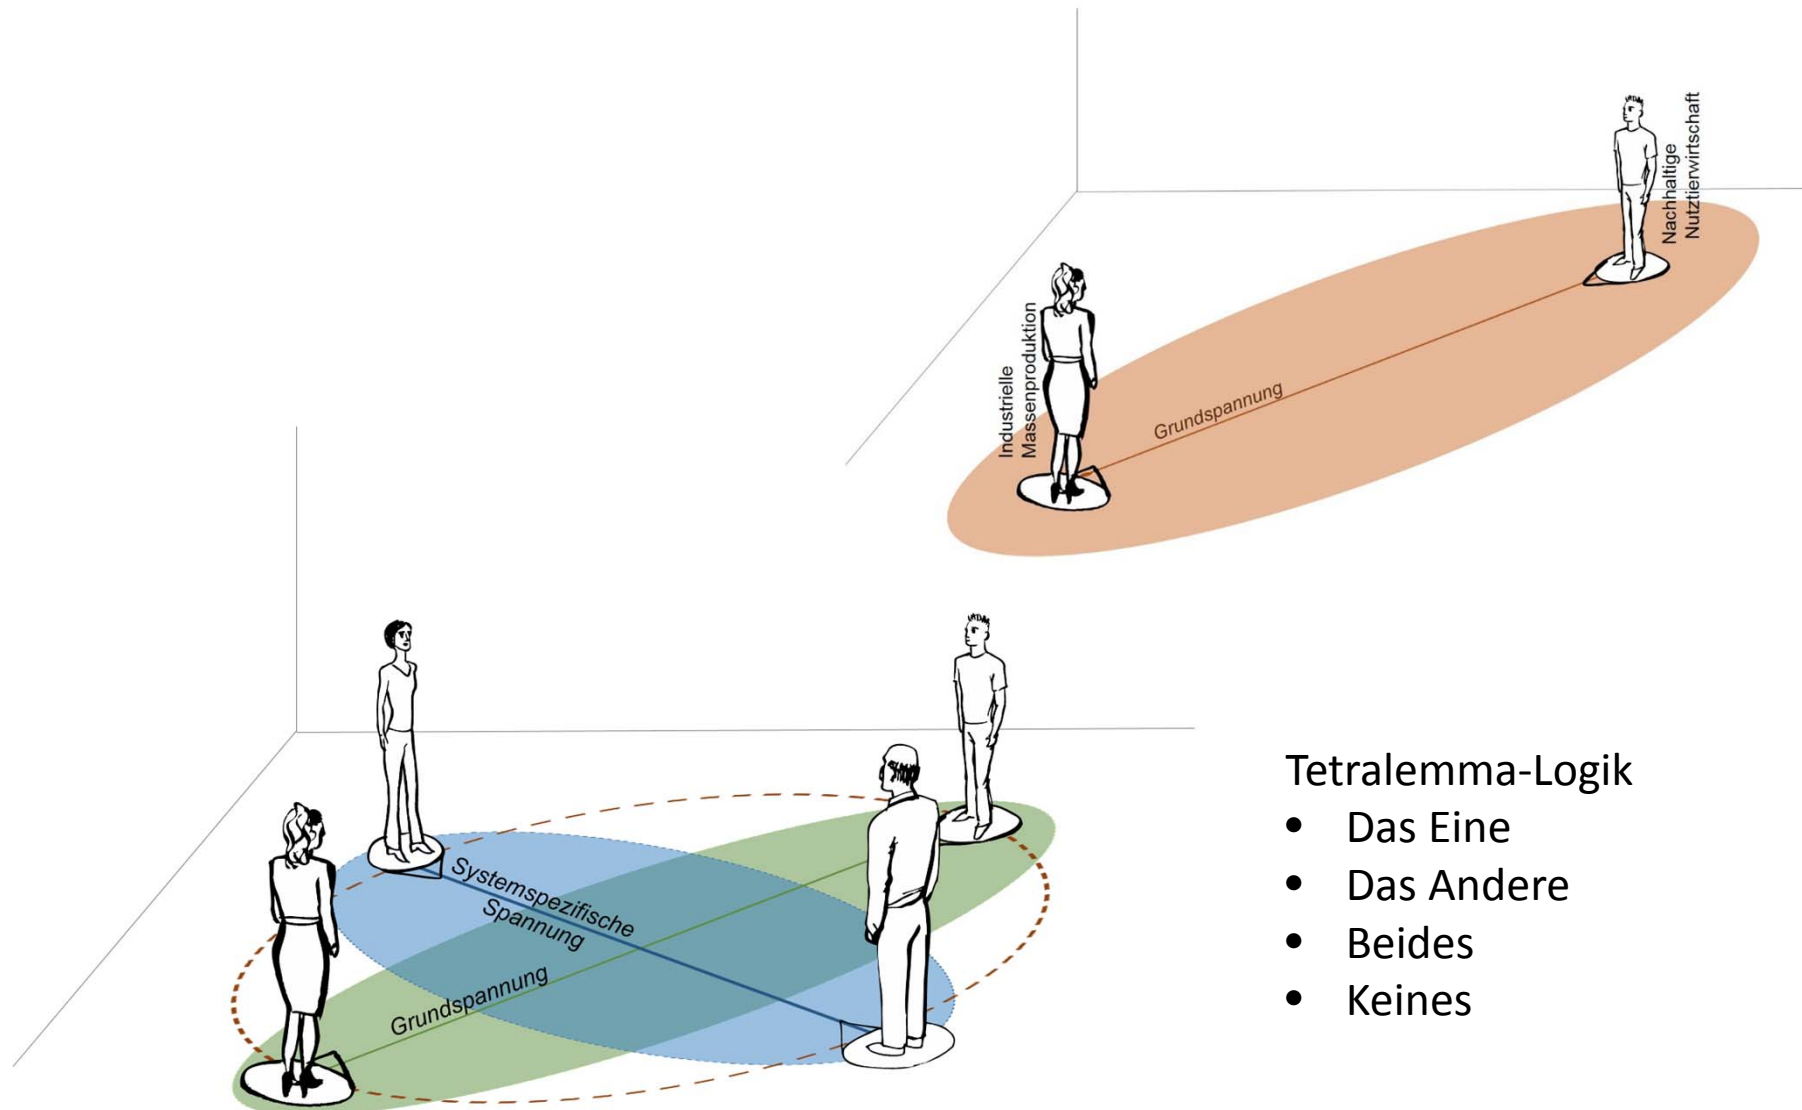 Nachhaltige
Nutztierwirtschaft
Industrielle
Massenproduktion
Grundspannung
Systemspezifische
Spannung
Grundspannung
Tetralemma-Logik
• Das Eine
• Das Andere
• Beides
• Keines